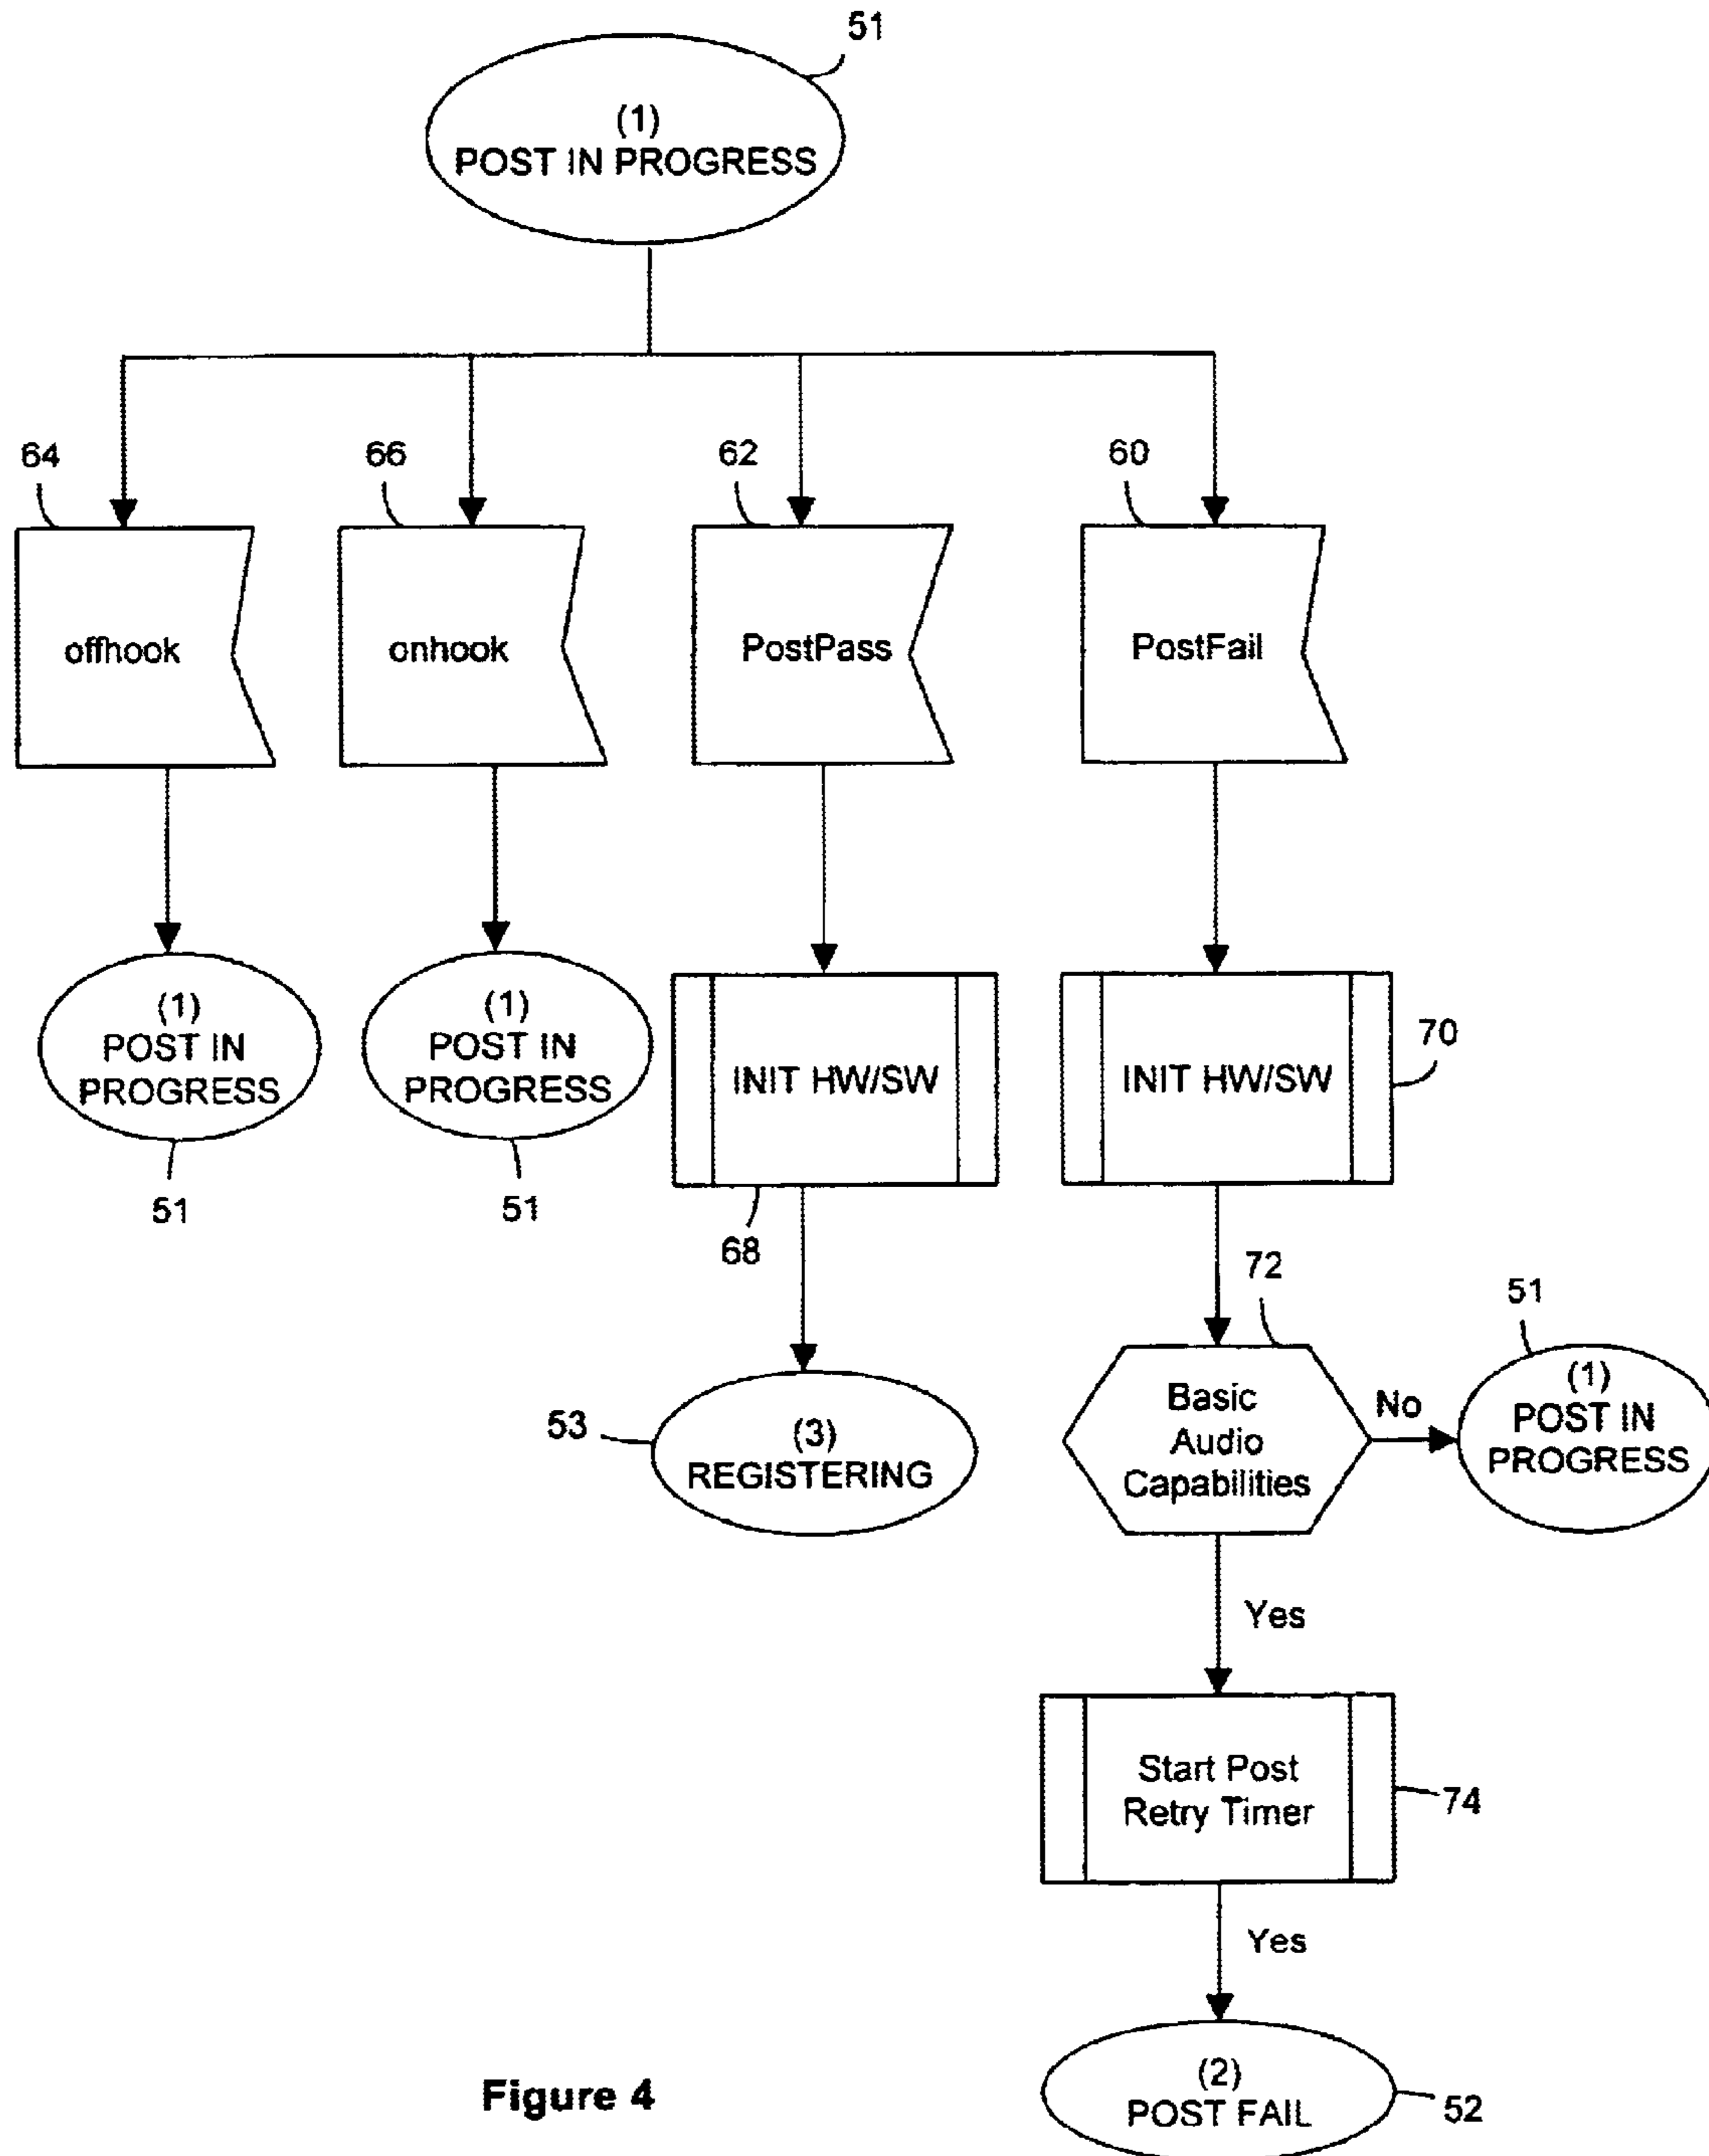 51
(1)
POST IN PROGRESS
64
66
62
60
offhook
onhook
PostPass
PostFail
(1)
POST IN
PROGRESS
51
(1)
POST IN
PROGRESS
51
INIT HW/SW
68
INIT HW/SW
70
72
51
53
(3)
REGISTERING
Basic
Audio
Capabilities
No
(1)
POST IN
PROGRESS
Yes
Start Post
Retry Timer
74
Yes
(2)
POST FAIL
52
Figure 4